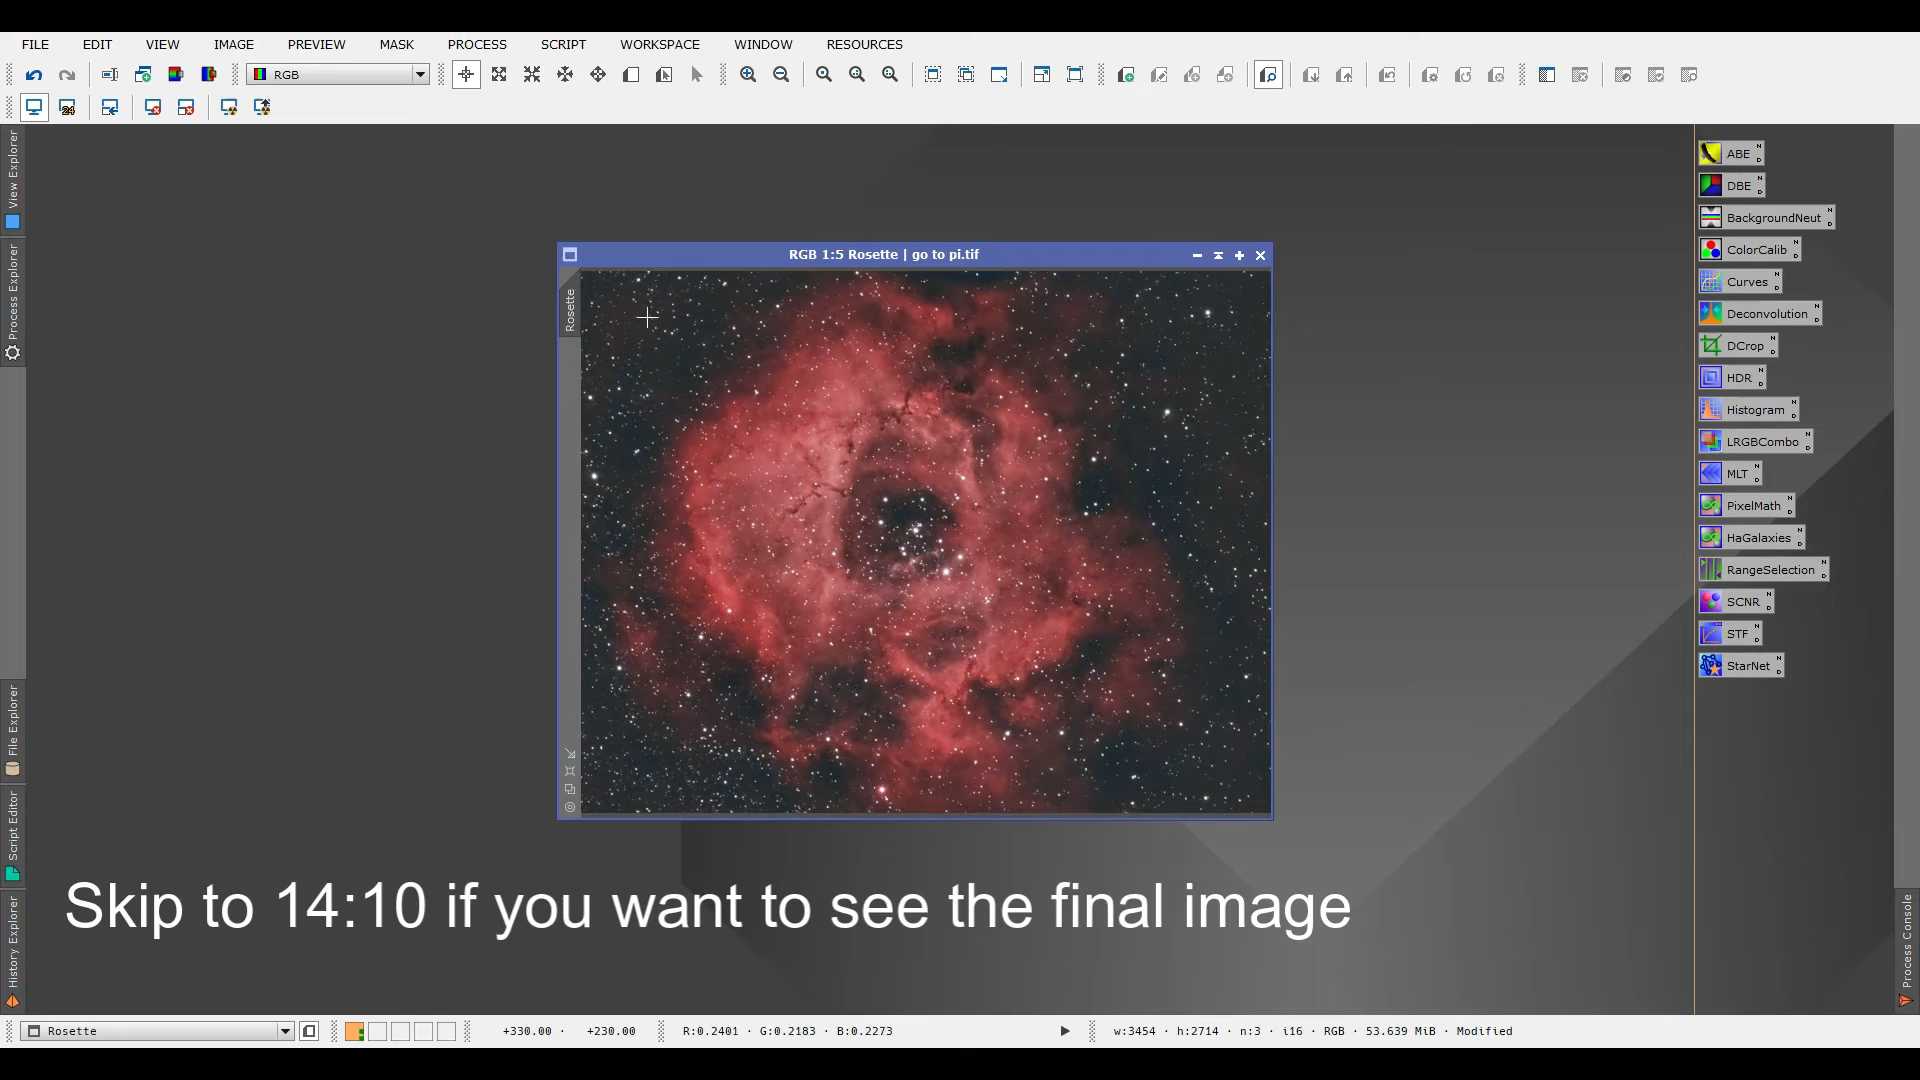 FILE EDIT VIEW IMAGE PREVIEW MASK PROCESS SCRIPT WORKSPACE WINDOW RESOURCES
RGB
24
View Explorer
Process Explorer
File Explorer
Script Editor
History Explorer
RGB 1:5 Rosette | go to pi.tif
Rosette
ABE N D
DBE N D
BackgroundNeut N D
ColorCalib N D
Curves N D
Deconvolution N D
DCrop N D
HDR N D
Histogram N D
LRGBCombo N D
MLT N D
PixelMath N D
HaGalaxies N D
RangeSelection N D
SCNR N D
STF N D
StarNet N D
Process Console
Skip to 14:10 if you want to see the final image
Rosette +330.00 · +230.00 R:0.2401 · G:0.2183 · B:0.2273 w:3454 · h:2714 · n:3 · i16 · RGB · 53.639 MiB · Modified